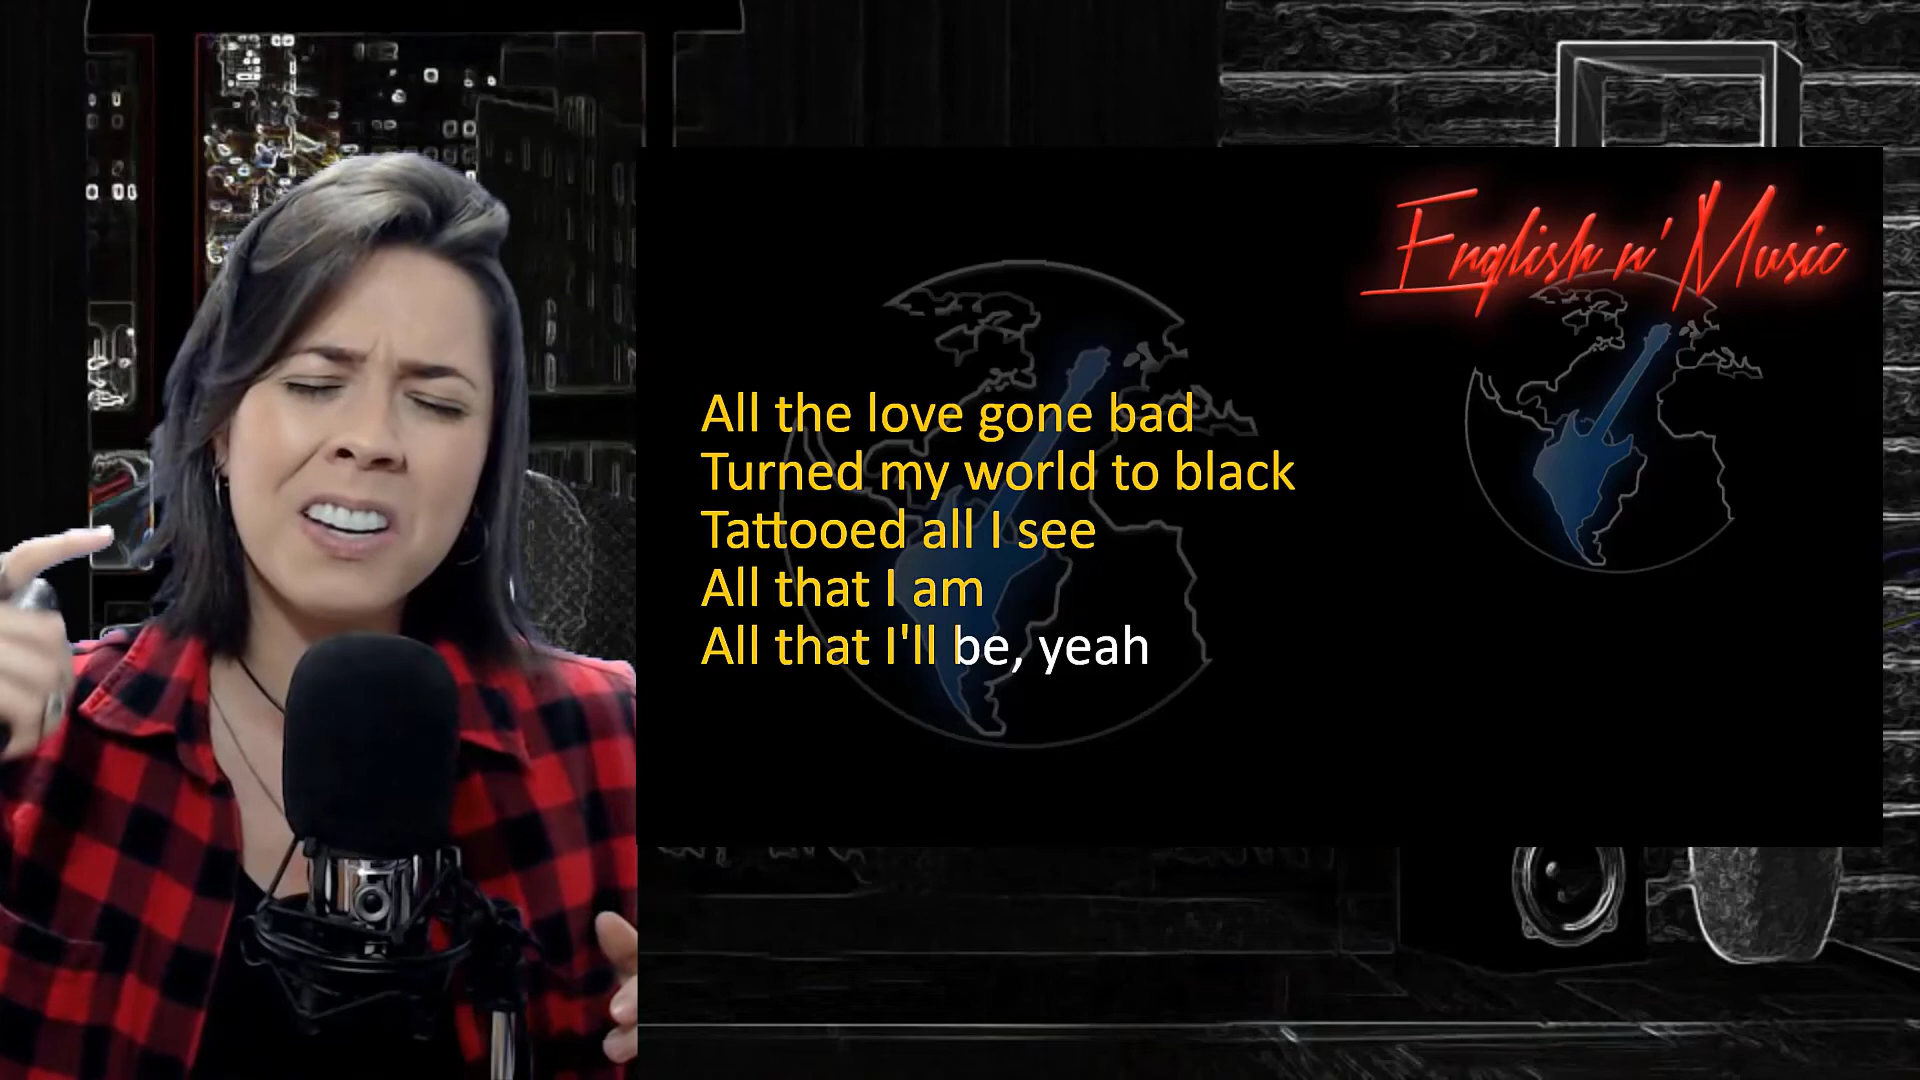 English n' Music
All the love gone bad
Turned my world to black
Tattooed all I see
All that I am
All that I'll be, yeah